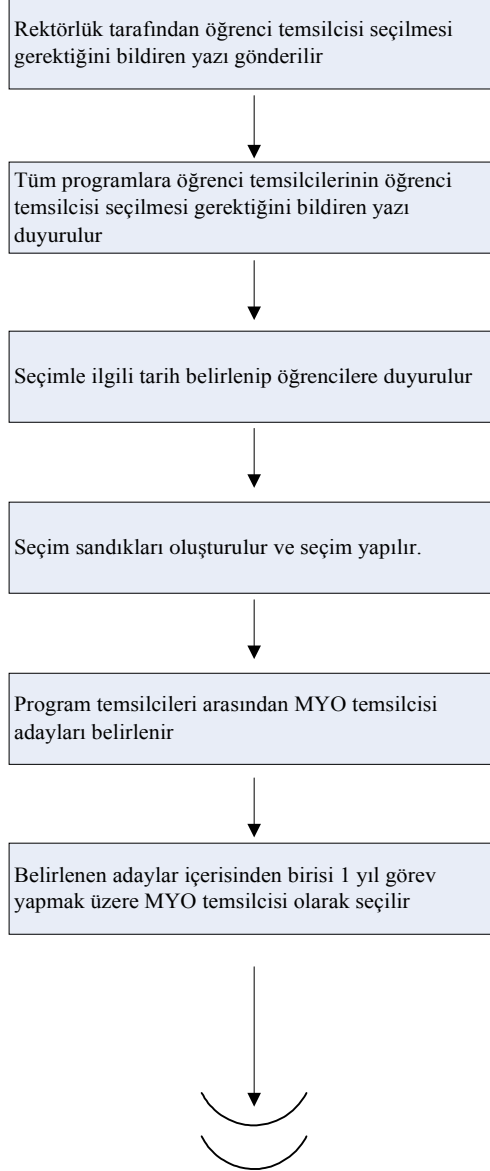 Rektörlük tarafından öğrenci temsilcisi seçilmesi
gerektiğini bildiren yazı gönderilir
Tüm programlara öğrenci temsilcilerinin öğrenci
temsilcisi seçilmesi gerektiğini bildiren yazı
duyurulur
Seçimle ilgili tarih belirlenip öğrencilere duyurulur
Seçim sandıkları oluşturulur ve seçim yapılır.
Program temsilcileri arasından MYO temsilcisi
adayları belirlenir
Belirlenen adaylar içerisinden birisi 1 yıl görev
yapmak üzere MYO temsilcisi olarak seçilir